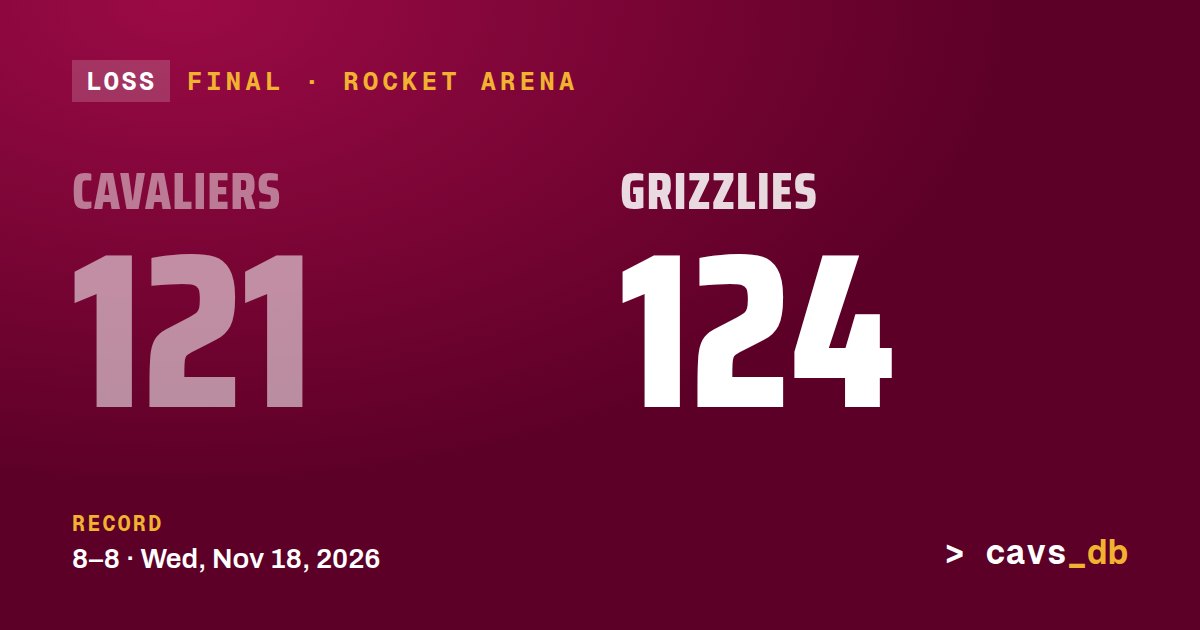 LOSS FINAL · ROCKET ARENA
CAVALIERS
121
GRIZZLIES
124
RECORD
8–8 · Wed, Nov 18, 2026
> cavs_db